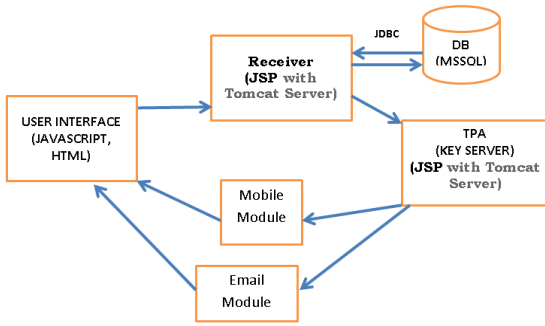 JDBC
DB
(MSSQL)
Receiver
(JSP with
Tomcat Server)
USER INTERFACE
(JAVASCRIPT,
HTML)
TPA
(KEY SERVER)
(JSP with Tomcat
Server)
Mobile
Module
Email
Module